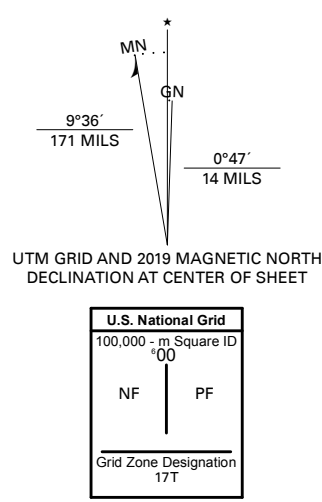 MN
GN
9°36´
171 MILS
0°47´
14 MILS
UTM GRID AND 2019 MAGNETIC NORTH
DECLINATION AT CENTER OF SHEET
U.S. National Grid
100,000 - m Square ID
⁶00
NF PF
Grid Zone Designation
17T